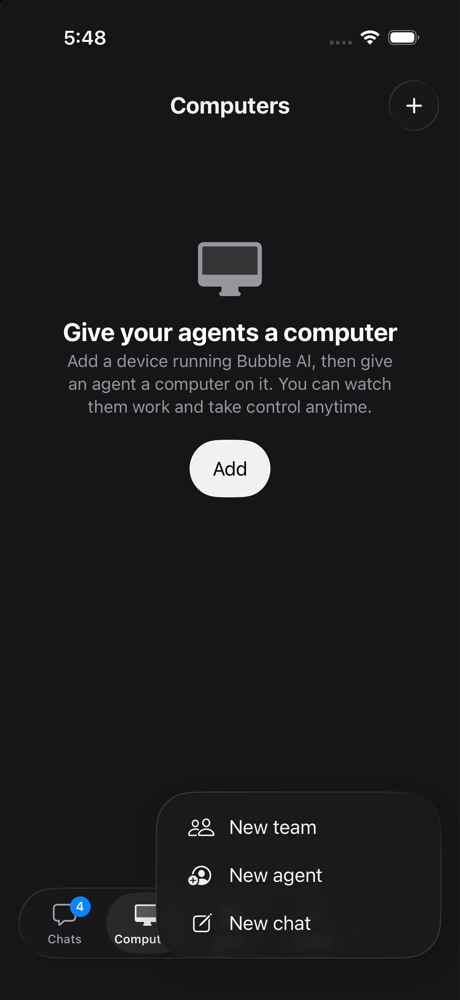 5:48
Computers
Give your agents a computer
Add a device running Bubble AI, then give
an agent a computer on it. You can watch
them work and take control anytime.
Add
New team
New agent
New chat
4
Chats
Comput